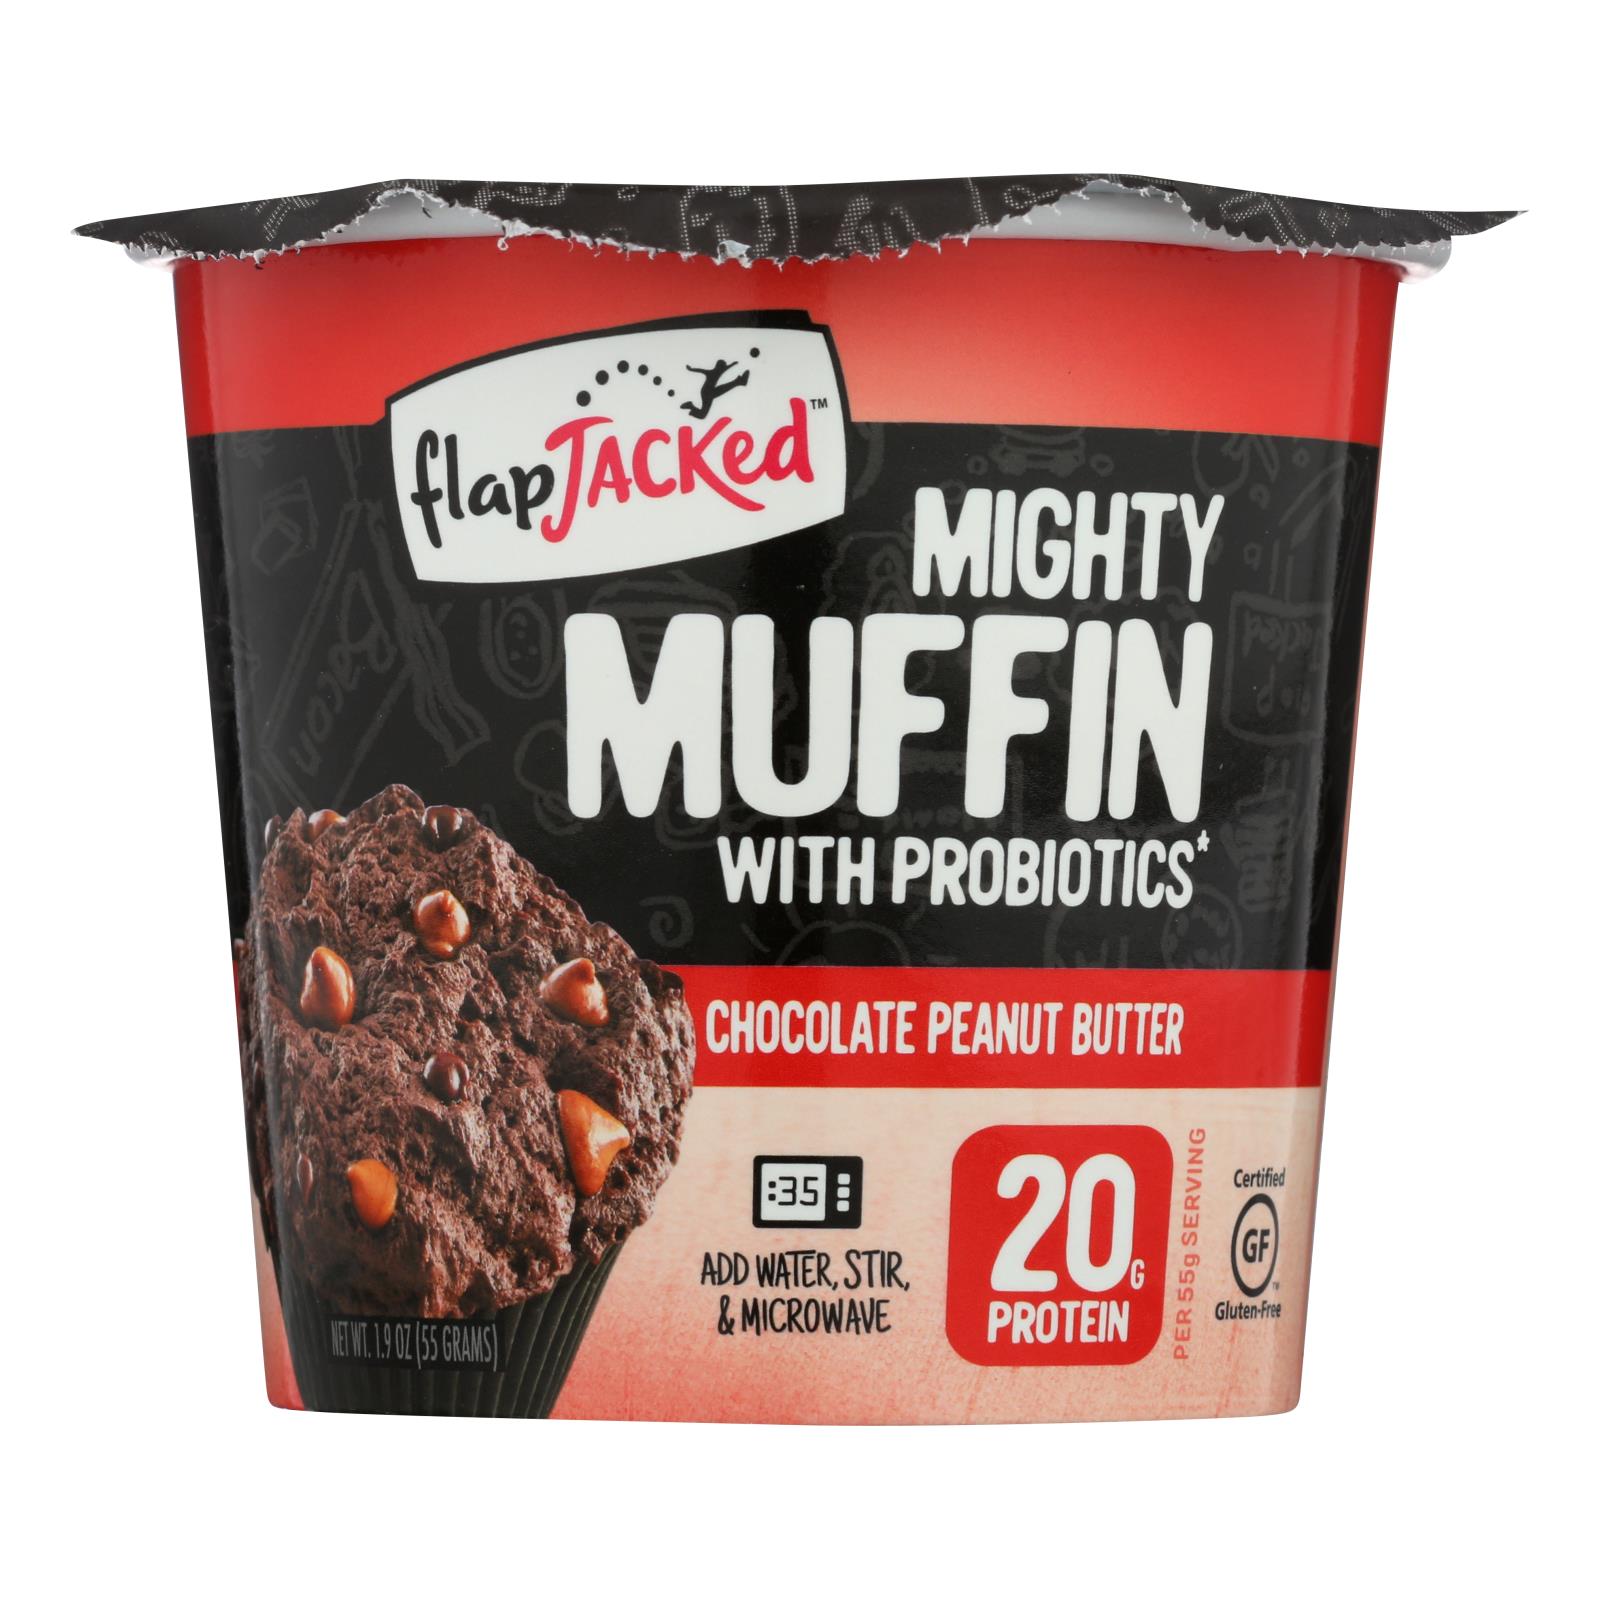 flapJACKed™
MIGHTY
MUFFIN
WITH PROBIOTICS*
CHOCOLATE PEANUT BUTTER
:35
ADD WATER, STIR,
& MICROWAVE
20G
PROTEIN
PER 55g SERVING
Certified
GF
Gluten-Free
NET WT. 1.9 OZ (55 GRAMS)
Bacon